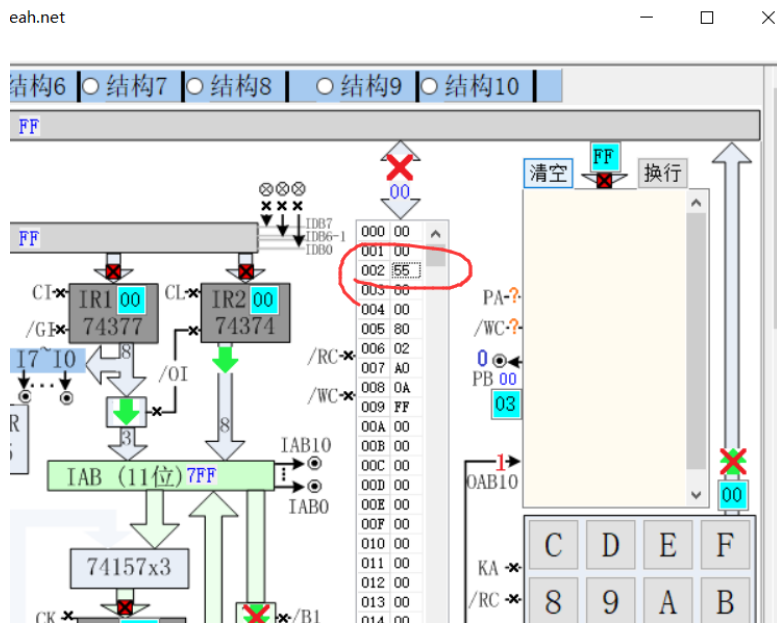 eah.net
结构6 结构7 结构8 结构9 结构10
FF
FF
清空 换行
00
FF
IDB7
IDB6-1
IDB0
000 00
001 00
002 55
003 80
004 00
005 80
006 02
007 A0
008 0A
009 FF
00A 00
00B 00
00C 00
00D 00
00E 00
00F 00
010 00
011 00
012 00
013 00
014 00
CI
IR1 00
74377
/GI
CL
IR2 00
74374
I7~I0
8
/OI
R
3
8
/RC
/WC
PA-?
/WC-?
0
PB 00
03
IAB10
IAB (11位) 7FF
IAB0
1
OAB10
00
74157x3
CK
/B1
KA
/RC
C D E F
8 9 A B